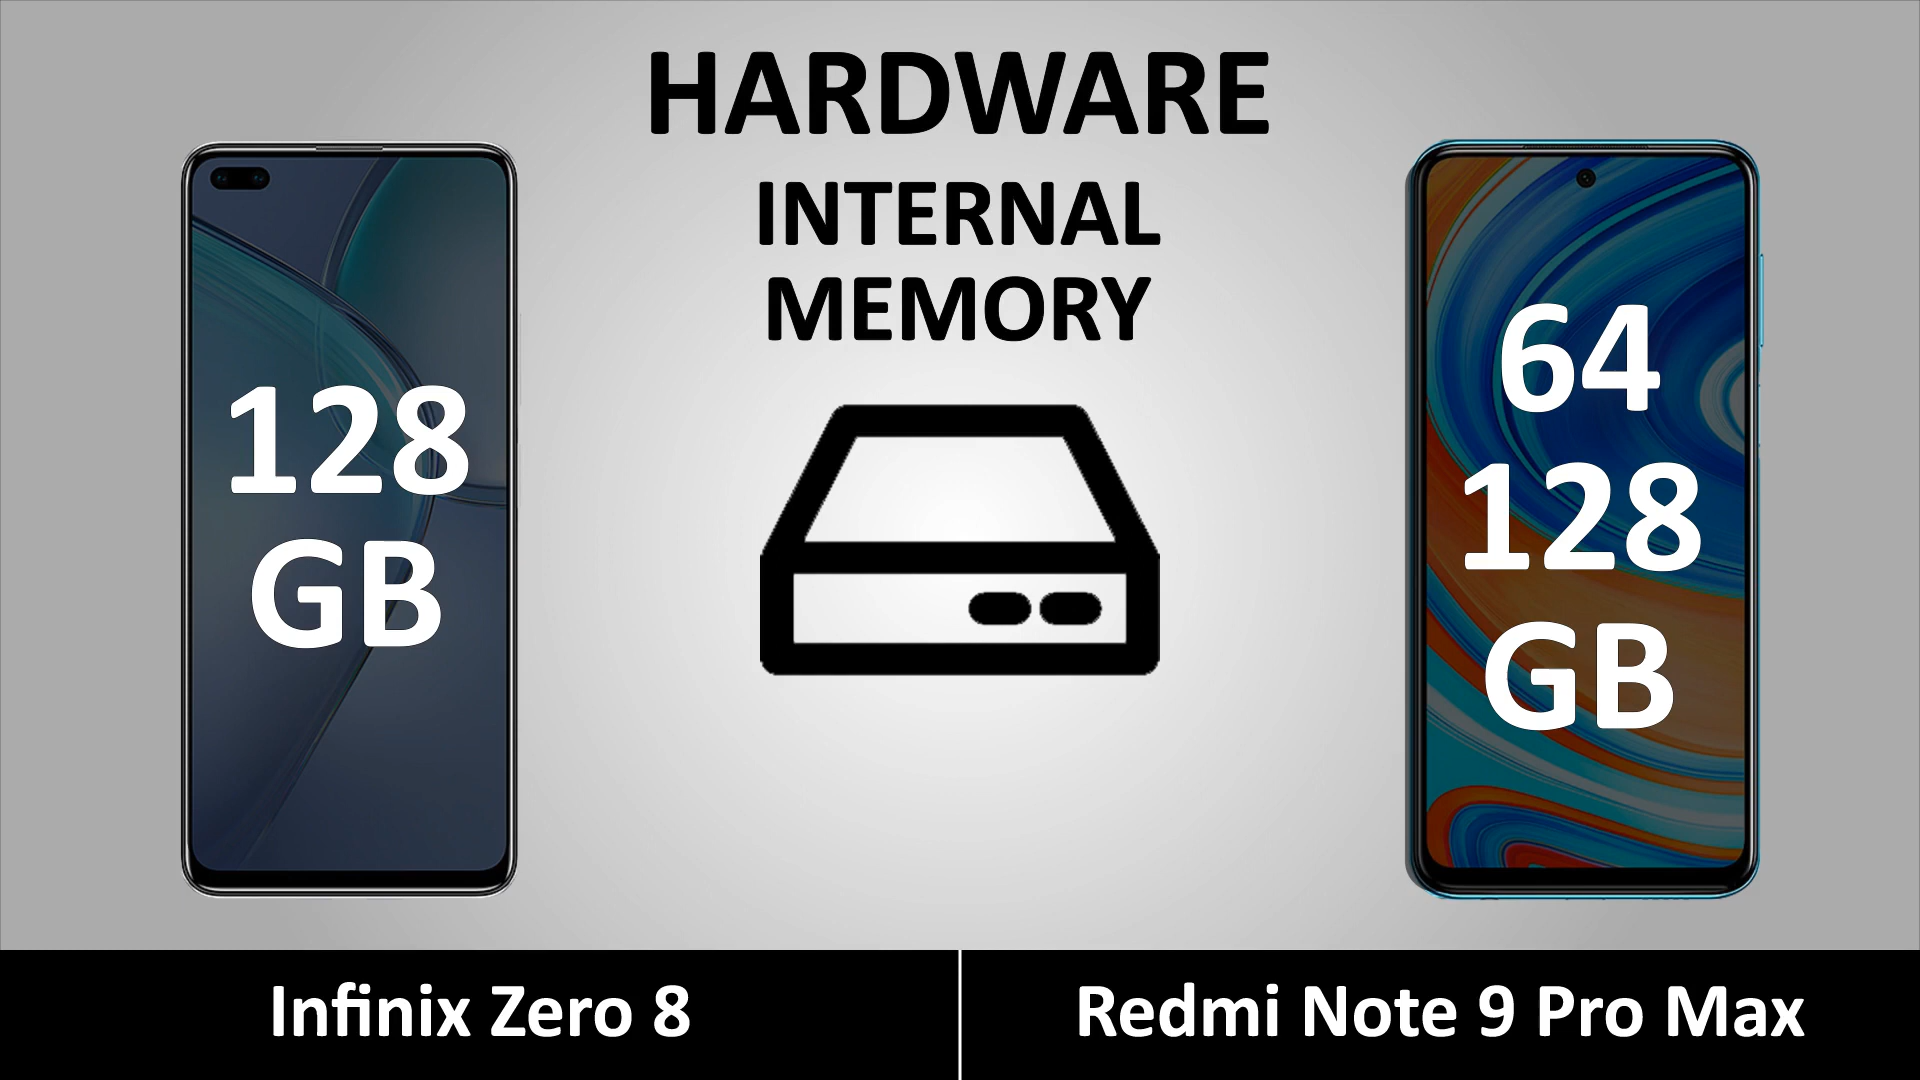 HARDWARE
INTERNAL
MEMORY
128
GB
64
128
GB
Infinix Zero 8
Redmi Note 9 Pro Max